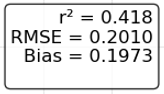 r² = 0.418
RMSE = 0.2010
Bias = 0.1973